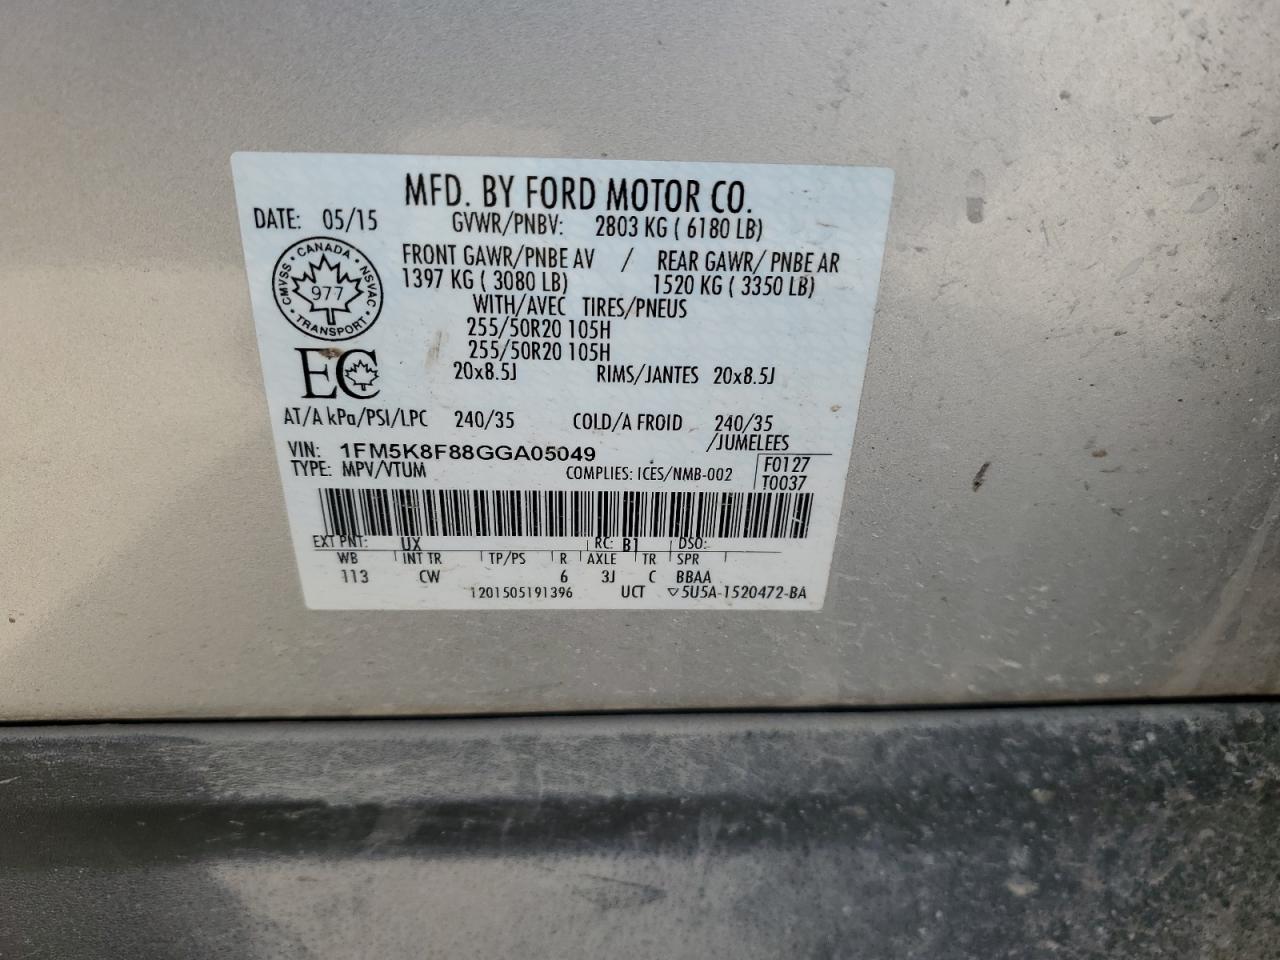 MFD. BY FORD MOTOR CO.
DATE: 05/15 GVWR/PNBV: 2803 KG ( 6180 LB)
FRONT GAWR/PNBE AV / REAR GAWR/ PNBE AR
1397 KG ( 3080 LB) 1520 KG ( 3350 LB)
WITH/AVEC TIRES/PNEUS
255/50R20 105H
255/50R20 105H
20x8.5J RIMS/JANTES 20x8.5J
CANADA
CMVSS NSVAC
977
TRANSPORT
EC
AT/A kPa/PSI/LPC 240/35 COLD/A FROID 240/35
/JUMELEES
VIN: 1FM5K8F88GGA05049
TYPE: MPV/VTUM COMPLIES: ICES/NMB-002
F0127
T0037
EXT PNT: UX RC: B1 DSO:
WB INT TR TP/PS R AXLE TR SPR
113 CW 6 3J C BBAA
1201505191396 UCT ▽5U5A-1520472-BA